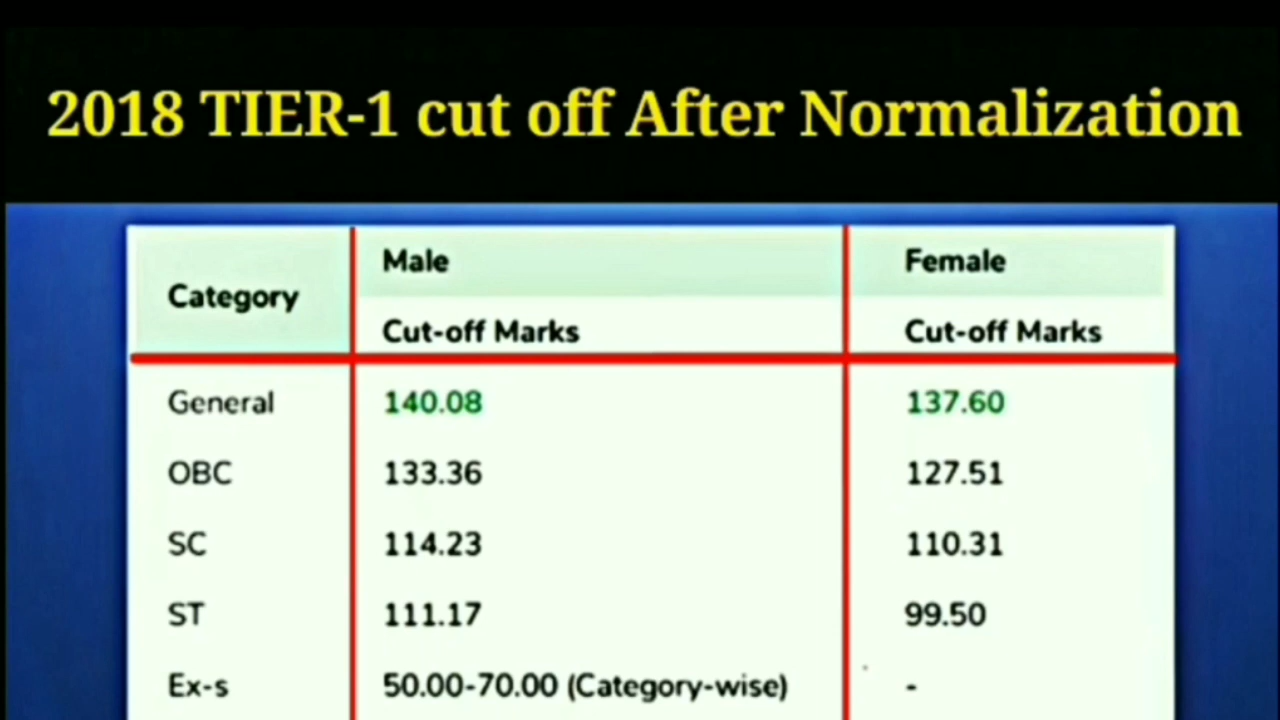 2018 TIER-1 cut off After Normalization
Category Male Female
Cut-off Marks Cut-off Marks
General 140.08 137.60
OBC 133.36 127.51
SC 114.23 110.31
ST 111.17 99.50
Ex-s 50.00-70.00 (Category-wise) -